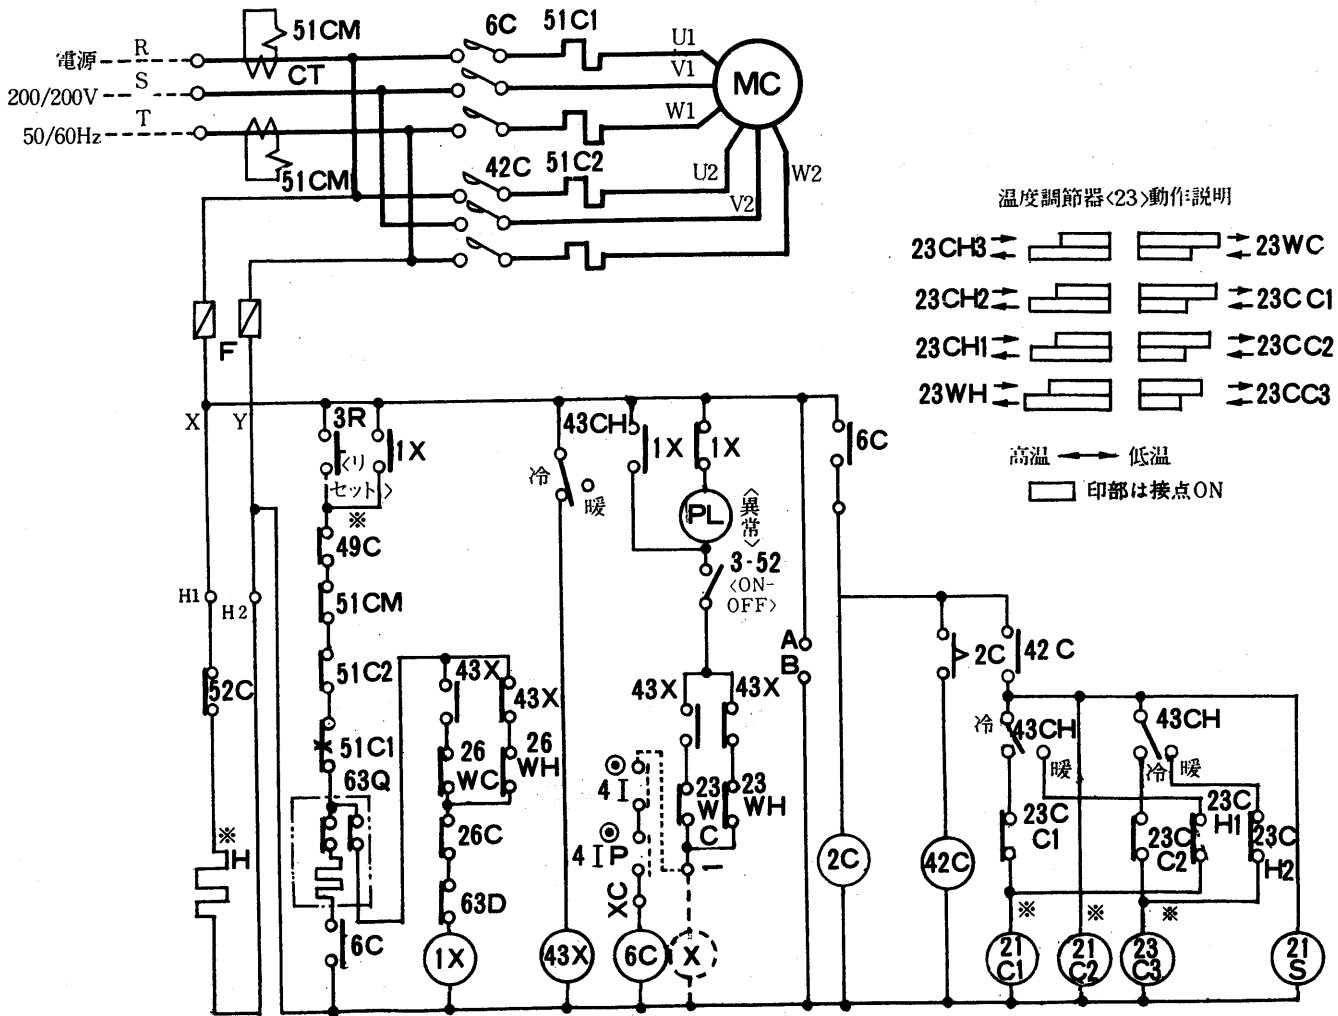 51CM
6C
51C1
U1
電源
R
CT
V1
MC
200/200V
S
W1
50/60Hz
T
51CM
42C
51C2
U2
V2
W2
温度調節器<23>動作説明
23CH3
23WC
23CH2
23CC1
23CH1
23CC2
23WH
23CC3
高温
低温
印部は接点ON
F
X
Y
3R
<リ
セット>
1X
43CH
1X
1X
6C
冷
暖
PL
<異常>
※
49C
3-52
<ON-
OFF>
H1
H2
51CM
51C2
52C
A
B
2C
42C
43X
43X
43X
43X
51C1
63Q
26
WC
26
WH
4I
4IP
XC
23
W
C
23
WH
1
冷
43CH
暖
43CH
冷
暖
23C
C1
23C
C2
23C
H1
23C
H2
※
H
26C
63D
6C
2C
42C
※
※
※
1X
43X
6C
X
21
C1
21
C2
23
C3
21
S